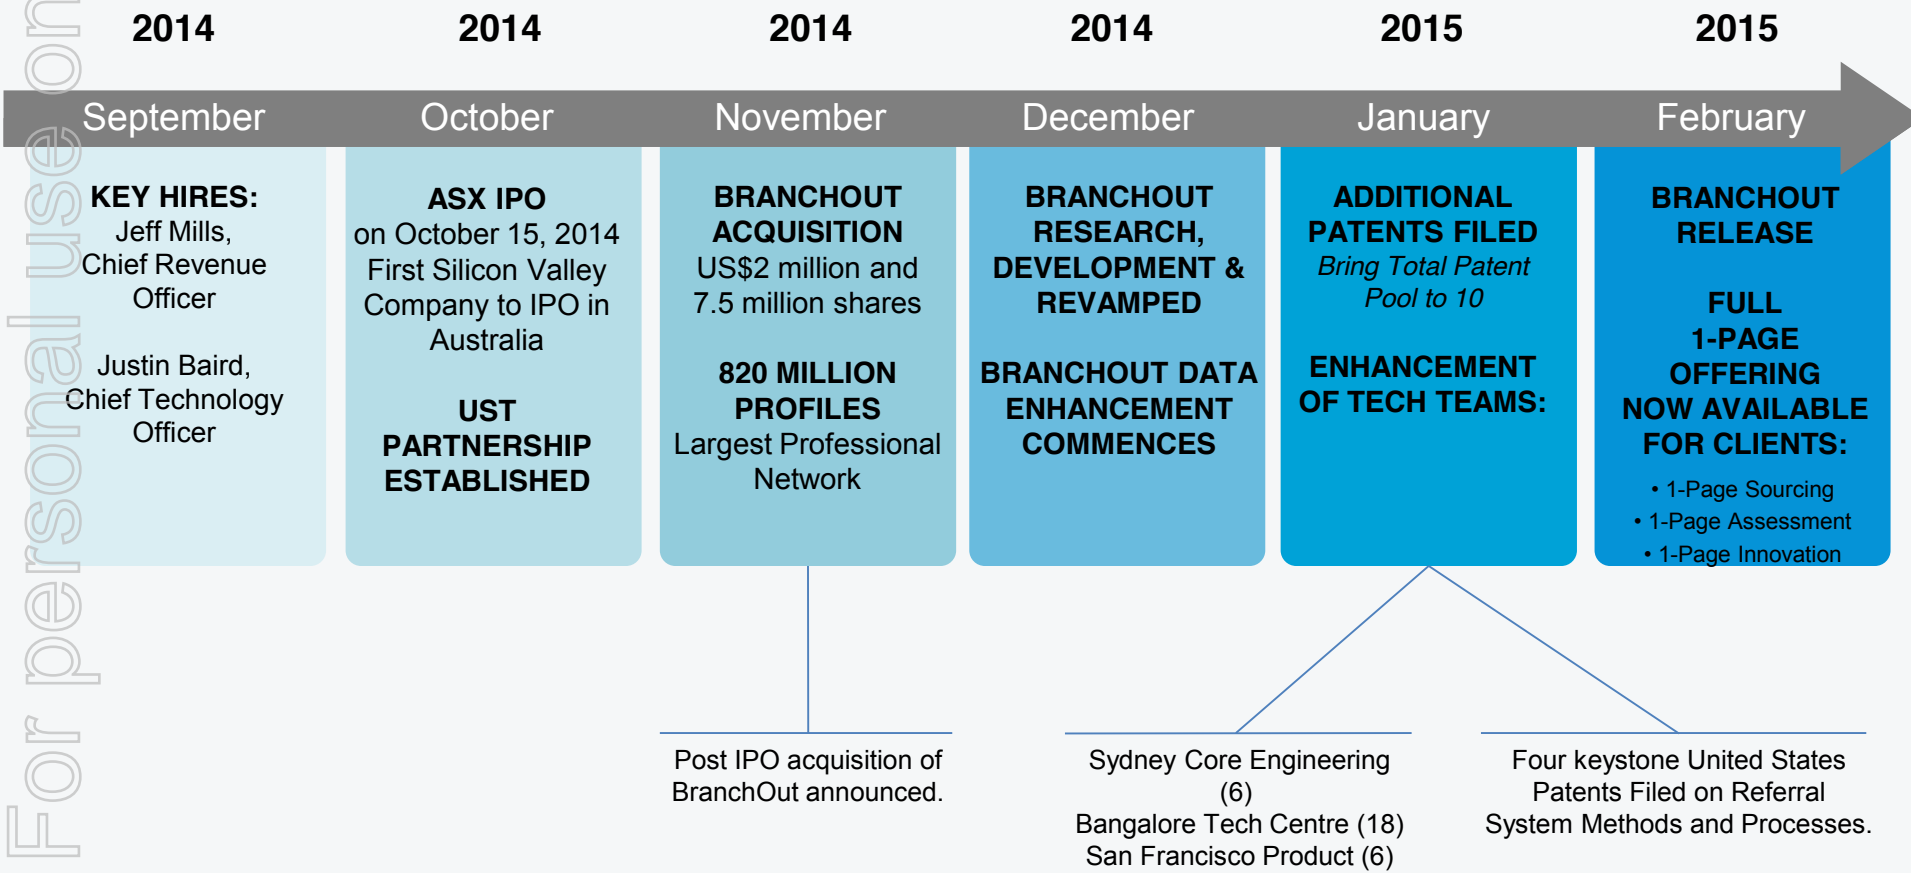 2014
2014
2014
2014
2015
2015
September
October
November
December
January
February
KEY HIRES:
Jeff Mills,
Chief Revenue
Officer
Justin Baird,
Chief Technology
Officer
ASX IPO
on October 15, 2014
First Silicon Valley
Company to IPO in
Australia
UST
PARTNERSHIP
ESTABLISHED
BRANCHOUT
ACQUISITION
US$2 million and
7.5 million shares
820 MILLION
PROFILES
Largest Professional
Network
BRANCHOUT
RESEARCH,
DEVELOPMENT &
REVAMPED
BRANCHOUT DATA
ENHANCEMENT
COMMENCES
ADDITIONAL
PATENTS FILED
Bring Total Patent
Pool to 10
ENHANCEMENT
OF TECH TEAMS:
BRANCHOUT
RELEASE
FULL
1-PAGE
OFFERING
NOW AVAILABLE
FOR CLIENTS:
• 1-Page Sourcing
• 1-Page Assessment
• 1-Page Innovation
Post IPO acquisition of
BranchOut announced.
Sydney Core Engineering
(6)
Bangalore Tech Centre (18)
San Francisco Product (6)
Four keystone United States
Patents Filed on Referral
System Methods and Processes.
For personal use on